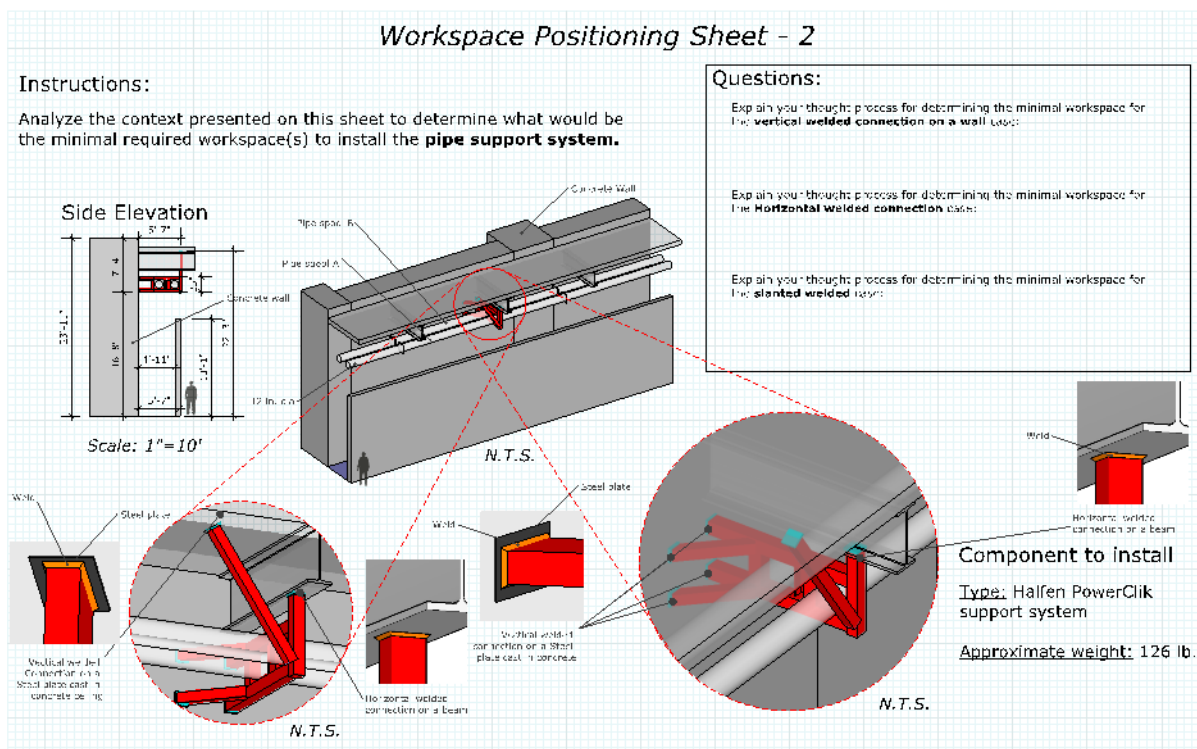 Workspace Positioning Sheet - 2
Instructions:
Analyze the context presented on this sheet to determine what would be
the minimal required workspace(s) to install the pipe support system.
Questions:
Explain your thought process for determining the minimal workspace for
the vertical welded connection on a wall case:
Explain your thought process for determining the minimal workspace for
the Horizontal welded connection case:
Explain your thought process for determining the minimal workspace for
the slanted welded case:
Side Elevation
Concrete wall
Scale: 1"=10'
Concrete Wall
Pipe spool B
Pipe spool A
N.T.S.
Weld
Steel plate
Vertical welded
Connection on a
Steel plate cast in
concrete ceiling
N.T.S.
Horizontal welded
connection on a beam
Steel plate
Weld
Vertical welded
connection on a Steel
plate cast in concrete
N.T.S.
Weld
Horizontal welded
connection on a beam
Component to install
Type: Halfen PowerClik
support system
Approximate weight: 126 lb.